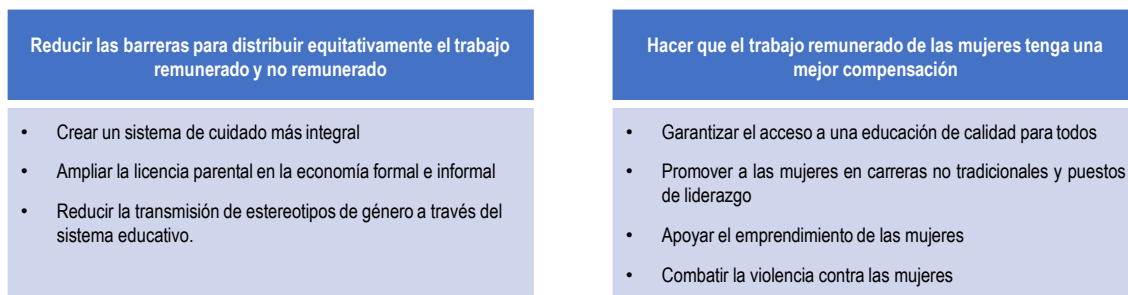 Reducir las barreras para distribuir equitativamente el trabajo
remunerado y no remunerado
• Crear un sistema de cuidado más integral
• Ampliar la licencia parental en la economía formal e informal
• Reducir la transmisión de estereotipos de género a través del
sistema educativo.
Hacer que el trabajo remunerado de las mujeres tenga una
mejor compensación
• Garantizar el acceso a una educación de calidad para todos
• Promover a las mujeres en carreras no tradicionales y puestos
de liderazgo
• Apoyar el emprendimiento de las mujeres
• Combatir la violencia contra las mujeres